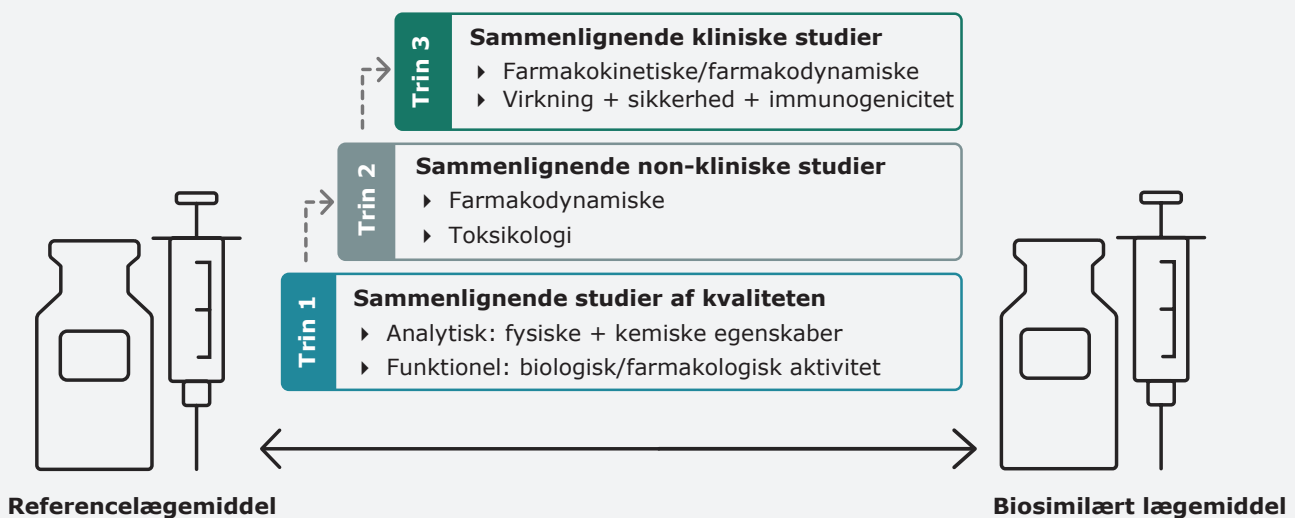 Trin 3
Sammenlignende kliniske studier
Farmakokinetiske/farmakodynamiske
Virkning + sikkerhed + immunogenicitet
Trin 2
Sammenlignende non-kliniske studier
Farmakodynamiske
Toksikologi
Trin 1
Sammenlignende studier af kvaliteten
Analytisk: fysiske + kemiske egenskaber
Funktionel: biologisk/farmakologisk aktivitet
Referencelægemiddel
Biosimilært lægemiddel